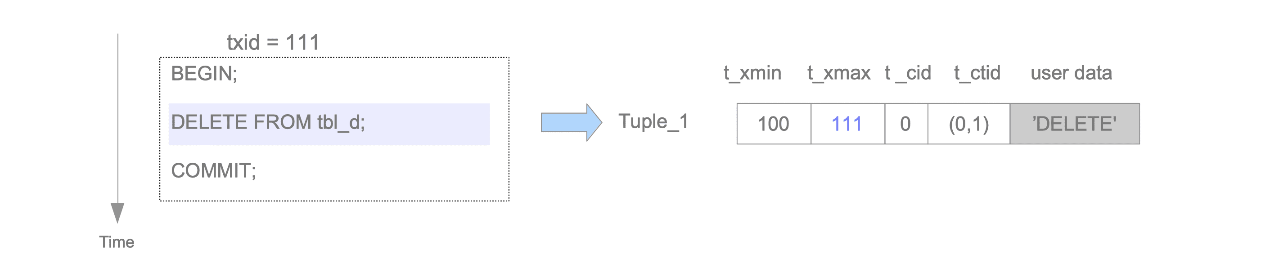 txid = 111
BEGIN;
DELETE FROM tbl_d;
COMMIT;
Time
t_xmin t_xmax t _cid t_ctid user data
Tuple_1 100 111 0 (0,1) 'DELETE'